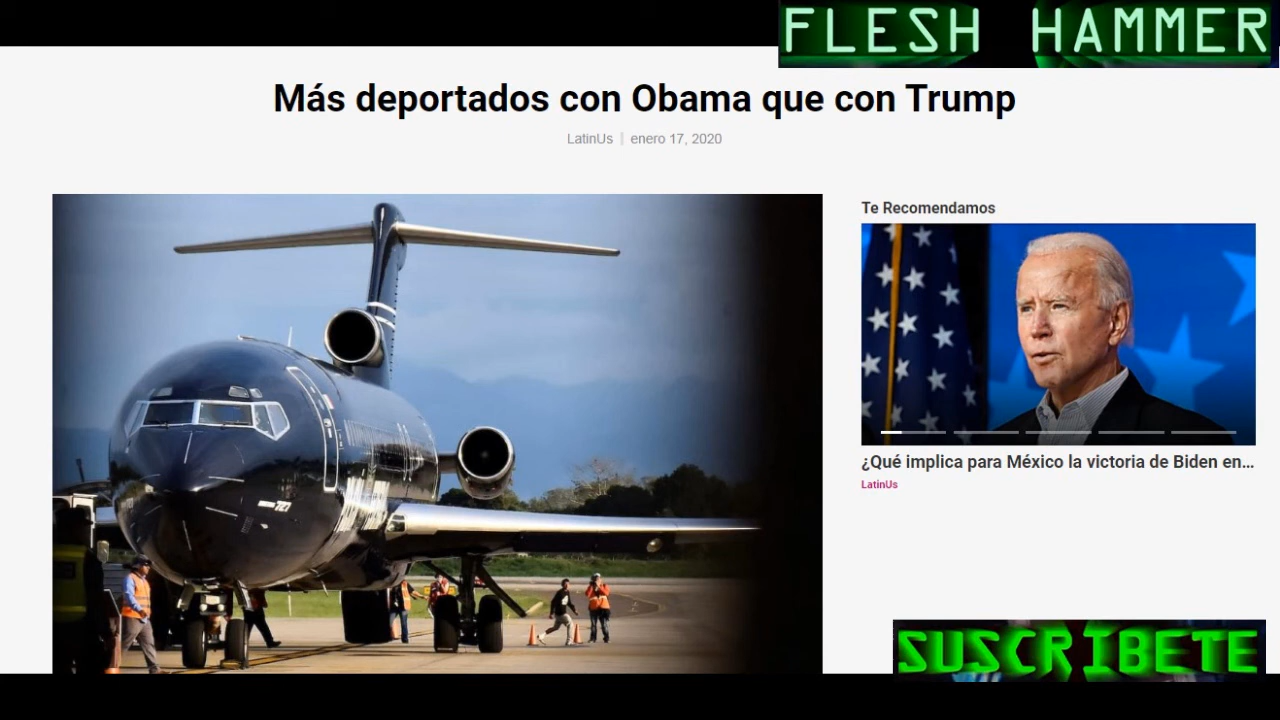 FLESH HAMMER
Más deportados con Obama que con Trump
LatinUs | enero 17, 2020
Te Recomendamos
727
¿Qué implica para México la victoria de Biden en...
LatinUs
SUSCRIBETE